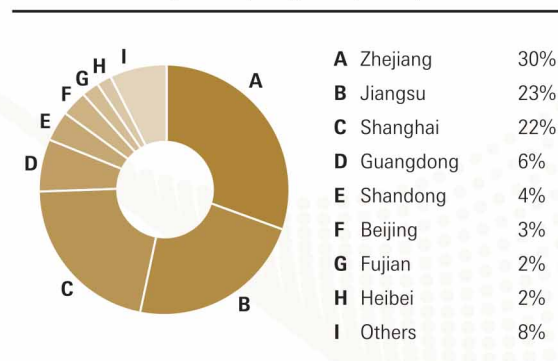 A
B
C
D
E
F
G
H
I
A Zhejiang 30%
B Jiangsu 23%
C Shanghai 22%
D Guangdong 6%
E Shandong 4%
F Beijing 3%
G Fujian 2%
H Heibei 2%
I Others 8%